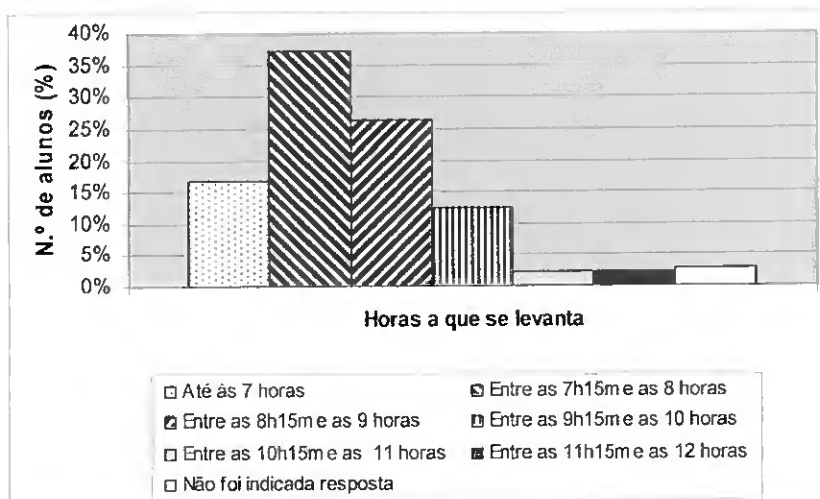 40%
35%
30%
25%
20%
15%
10%
5%
0%
N.º de alunos (%)
Horas a que se levanta
Até às 7 horas
Entre as 7h15m e as 8 horas
Entre as 8h15m e as 9 horas
Entre as 9h15m e as 10 horas
Entre as 10h15m e as 11 horas
Entre as 11h15m e as 12 horas
Não foi indicada resposta